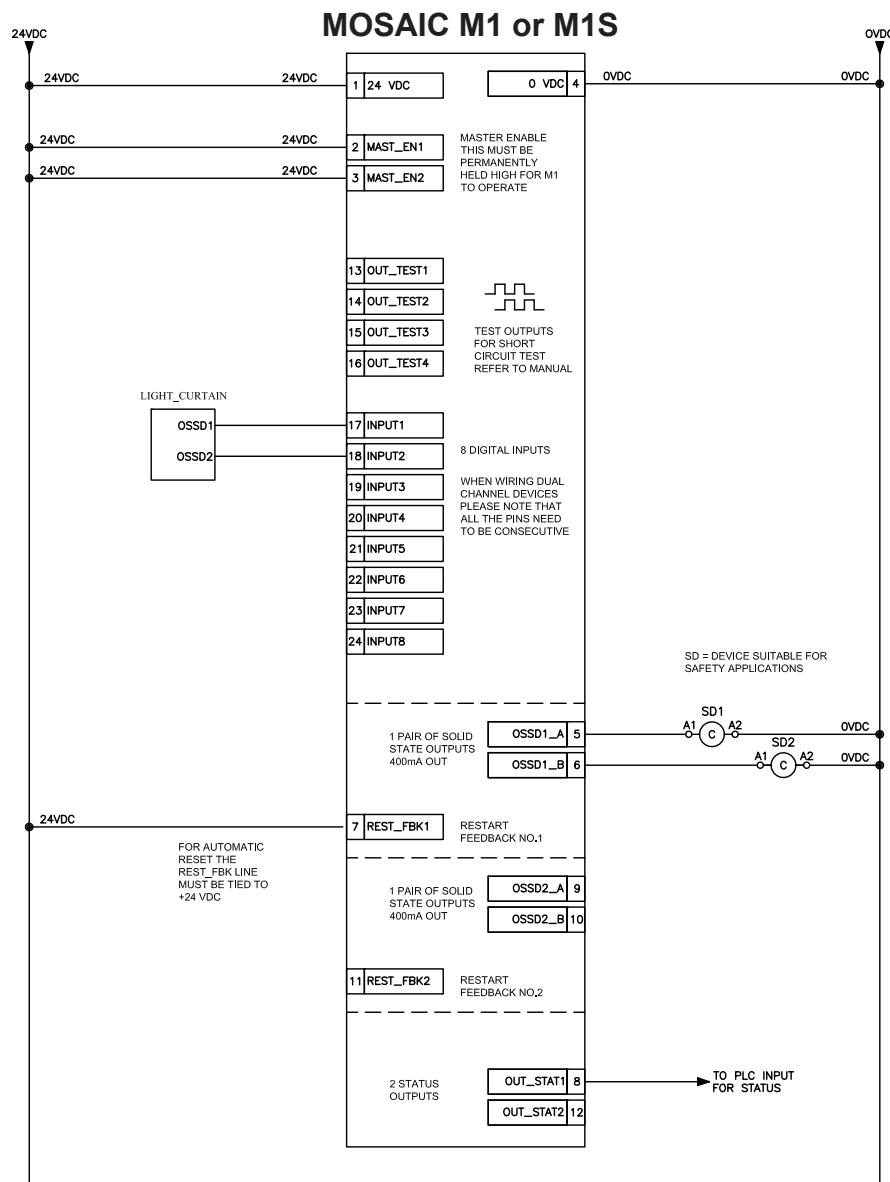 MOSAIC M1 or M1S
24VDC
0VDC
24VDC 24VDC 1 24 VDC
0 VDC 4 0VDC 0VDC
24VDC 24VDC 2 MAST_EN1
24VDC 24VDC 3 MAST_EN2
MASTER ENABLE
THIS MUST BE
PERMANENTLY
HELD HIGH FOR M1
TO OPERATE
13 OUT_TEST1
14 OUT_TEST2
15 OUT_TEST3
16 OUT_TEST4
TEST OUTPUTS
FOR SHORT
CIRCUIT TEST
REFER TO MANUAL
LIGHT_CURTAIN
OSSD1
OSSD2
17 INPUT1
18 INPUT2
19 INPUT3
20 INPUT4
21 INPUT5
22 INPUT6
23 INPUT7
24 INPUT8
8 DIGITAL INPUTS
WHEN WIRING DUAL
CHANNEL DEVICES
PLEASE NOTE THAT
ALL THE PINS NEED
TO BE CONSECUTIVE
SD = DEVICE SUITABLE FOR
SAFETY APPLICATIONS
1 PAIR OF SOLID
STATE OUTPUTS
400mA OUT
OSSD1_A 5
OSSD1_B 6
SD1
A1 C A2 0VDC
SD2
A1 C A2 0VDC
24VDC 7 REST_FBK1
RESTART
FEEDBACK NO.1
FOR AUTOMATIC
RESET THE
REST_FBK LINE
MUST BE TIED TO
+24 VDC
1 PAIR OF SOLID
STATE OUTPUTS
400mA OUT
OSSD2_A 9
OSSD2_B 10
11 REST_FBK2
RESTART
FEEDBACK NO.2
2 STATUS
OUTPUTS
OUT_STAT1 8
OUT_STAT2 12
TO PLC INPUT
FOR STATUS